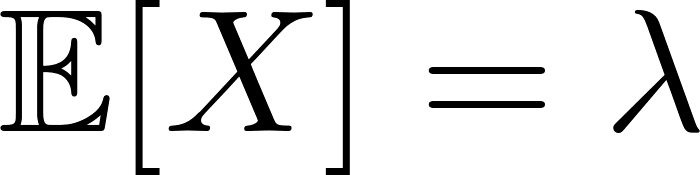 𝔼[X] = λ